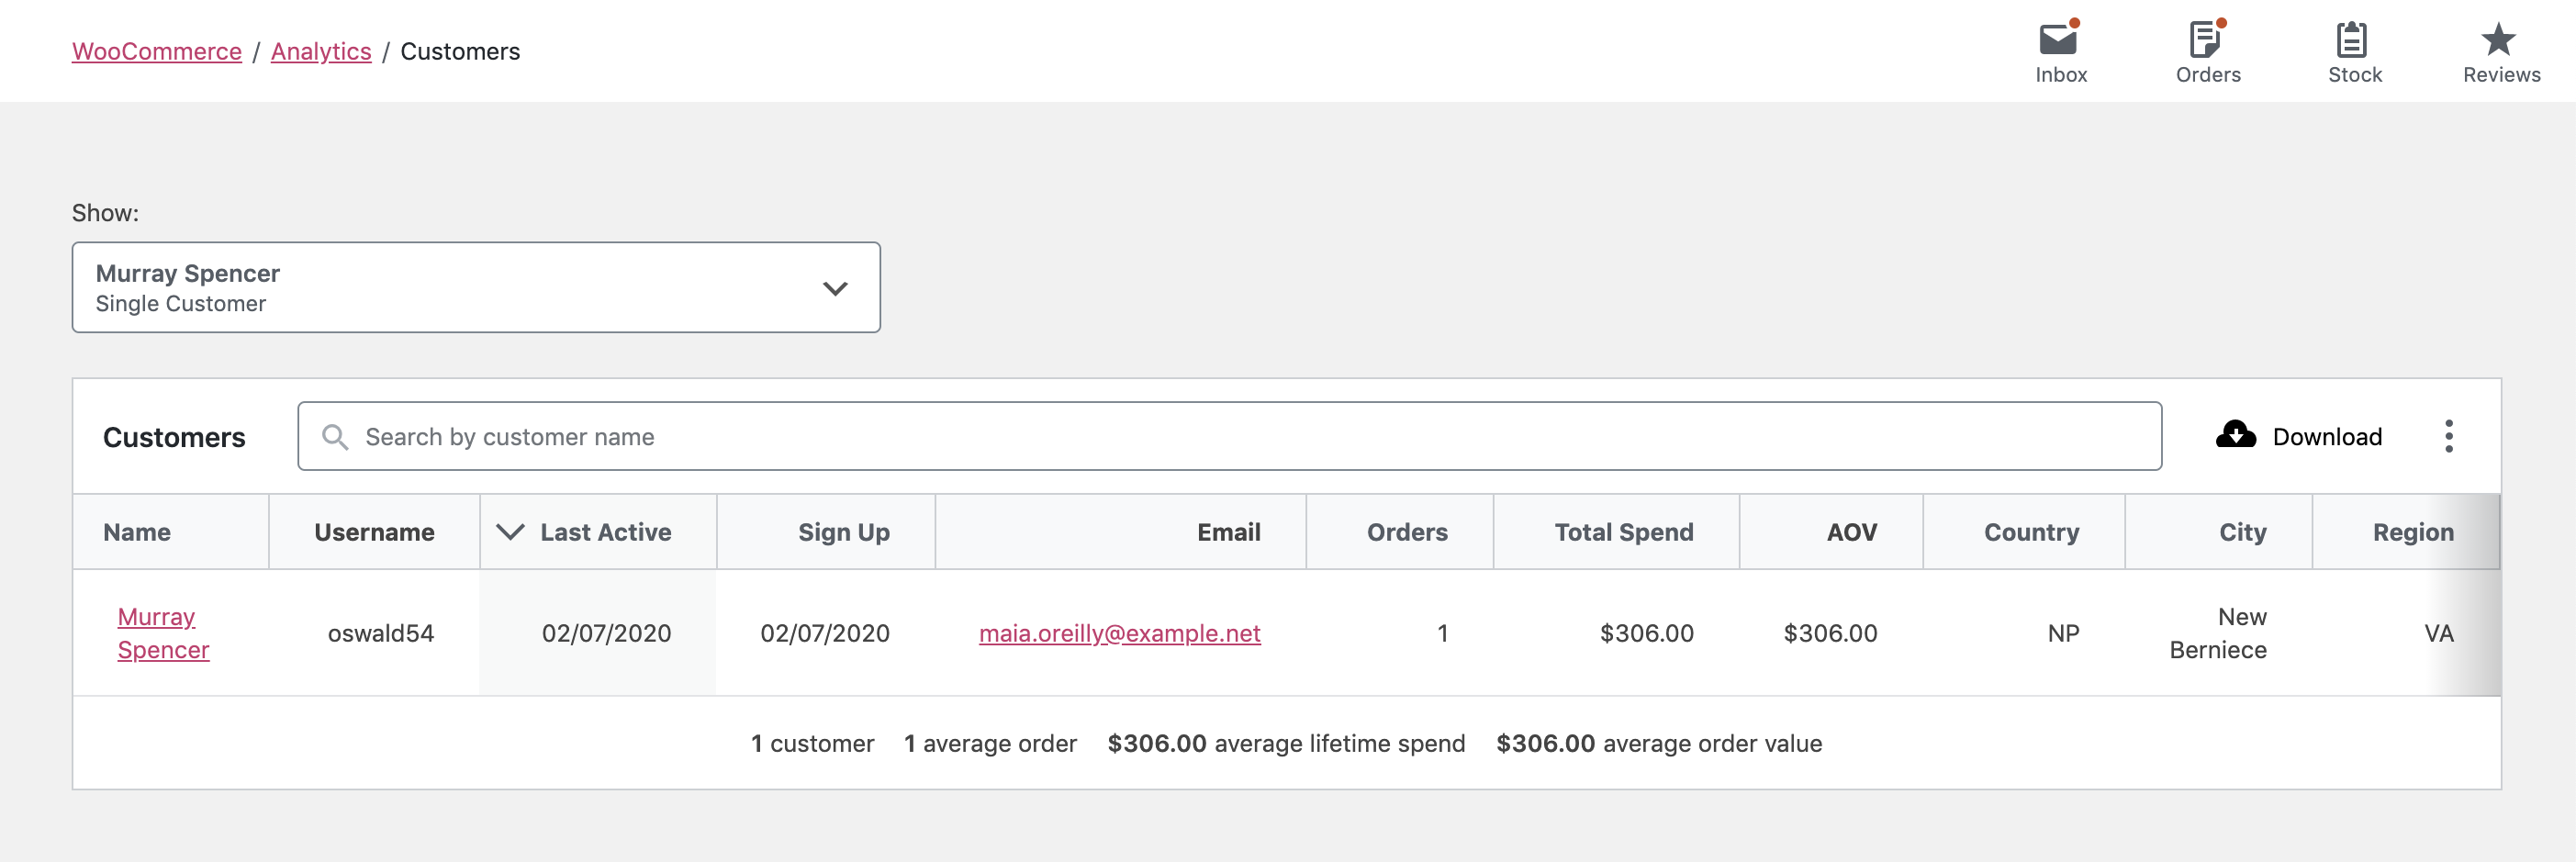 WooCommerce / Analytics / Customers
Inbox
Orders
Stock
Reviews
Show:
Murray Spencer
Single Customer
Customers
Search by customer name
Download
Name Username Last Active Sign Up Email Orders Total Spend AOV Country City Region
Murray Spencer oswald54 02/07/2020 02/07/2020 maia.oreilly@example.net 1 $306.00 $306.00 NP New Berniece VA
1 customer 1 average order $306.00 average lifetime spend $306.00 average order value